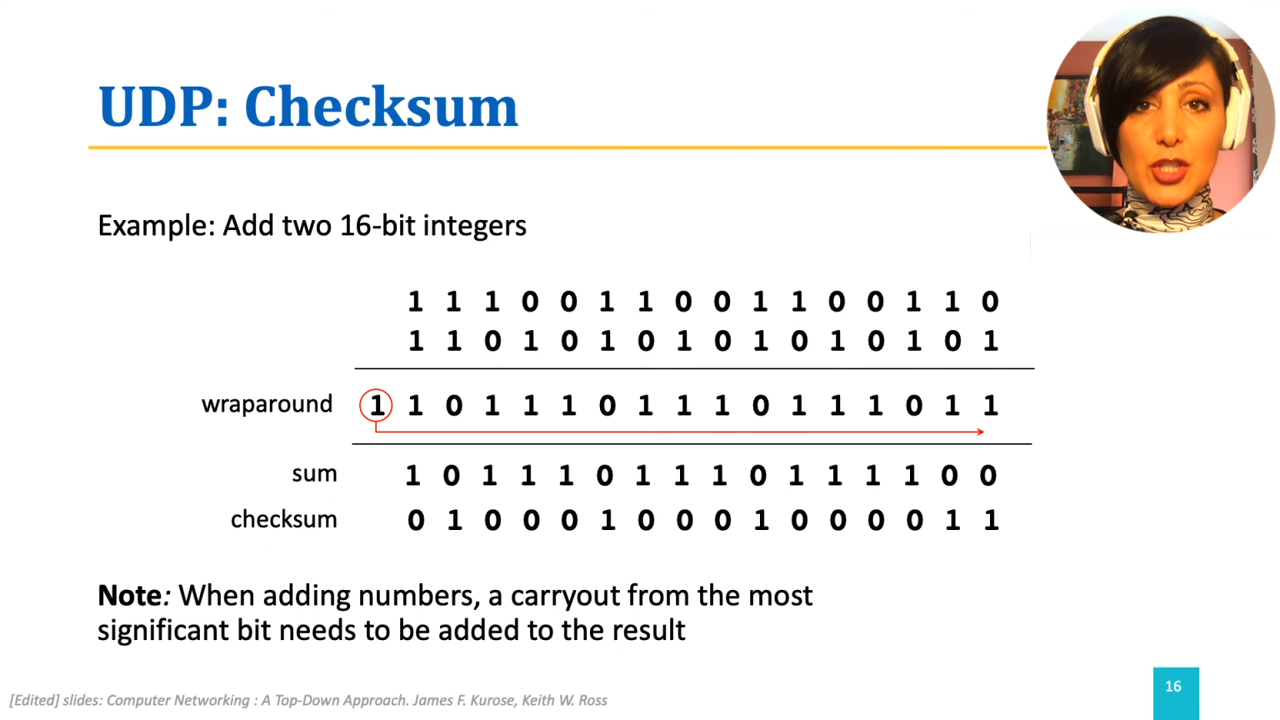 UDP: Checksum
Example: Add two 16-bit integers
1 1 1 0 0 1 1 0 0 1 1 0 0 1 1 0
1 1 0 1 0 1 0 1 0 1 0 1 0 1 0 1
wraparound 1 1 0 1 1 1 0 1 1 1 0 1 1 1 0 1 1
sum 1 0 1 1 1 0 1 1 1 0 1 1 1 1 0 0
checksum 0 1 0 0 0 1 0 0 0 1 0 0 0 0 1 1
Note: When adding numbers, a carryout from the most
significant bit needs to be added to the result
[Edited] slides: Computer Networking : A Top-Down Approach. James F. Kurose, Keith W. Ross
16